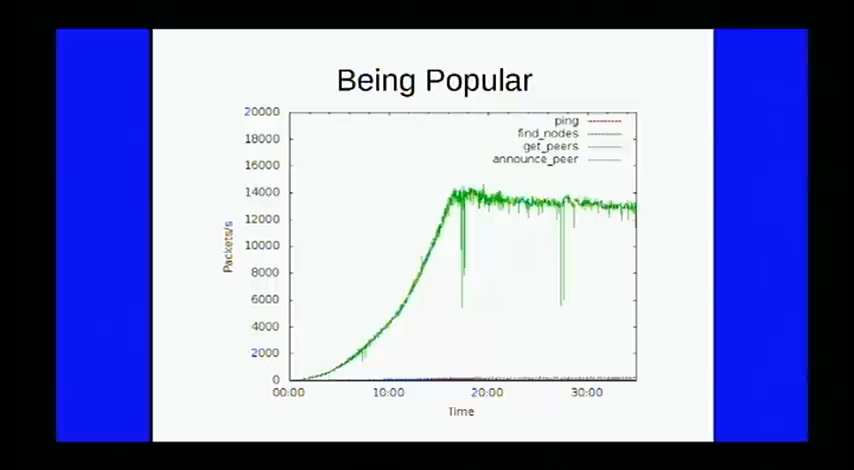 Being Popular
20000
18000
16000
14000
12000
10000
8000
6000
4000
2000
0
Packets/s
ping
find_nodes
get_peers
announce_peer
00:00
10:00
20:00
30:00
Time